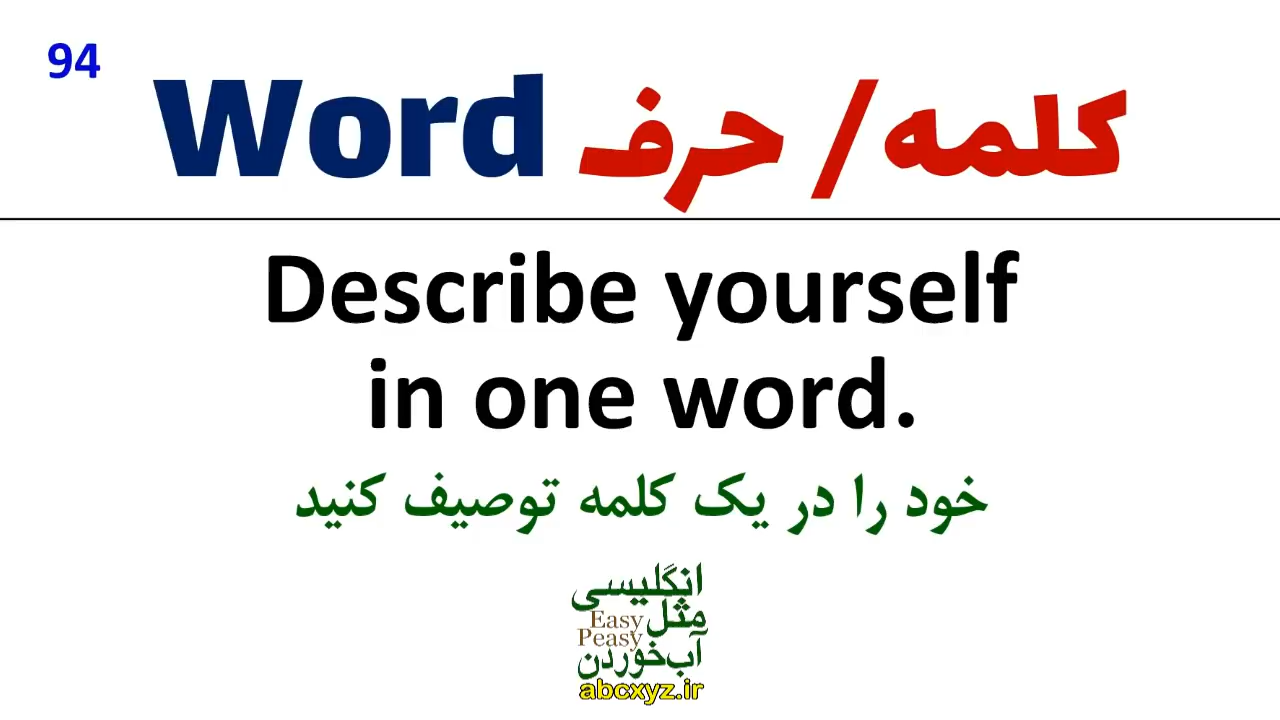 94
Word کلمه/ حرف
Describe yourself
in one word.
خود را در یک کلمه توصیف کنید
انگلیسی
مثل
Easy
Peasy
آب‌خوردن
abcxyz.ir